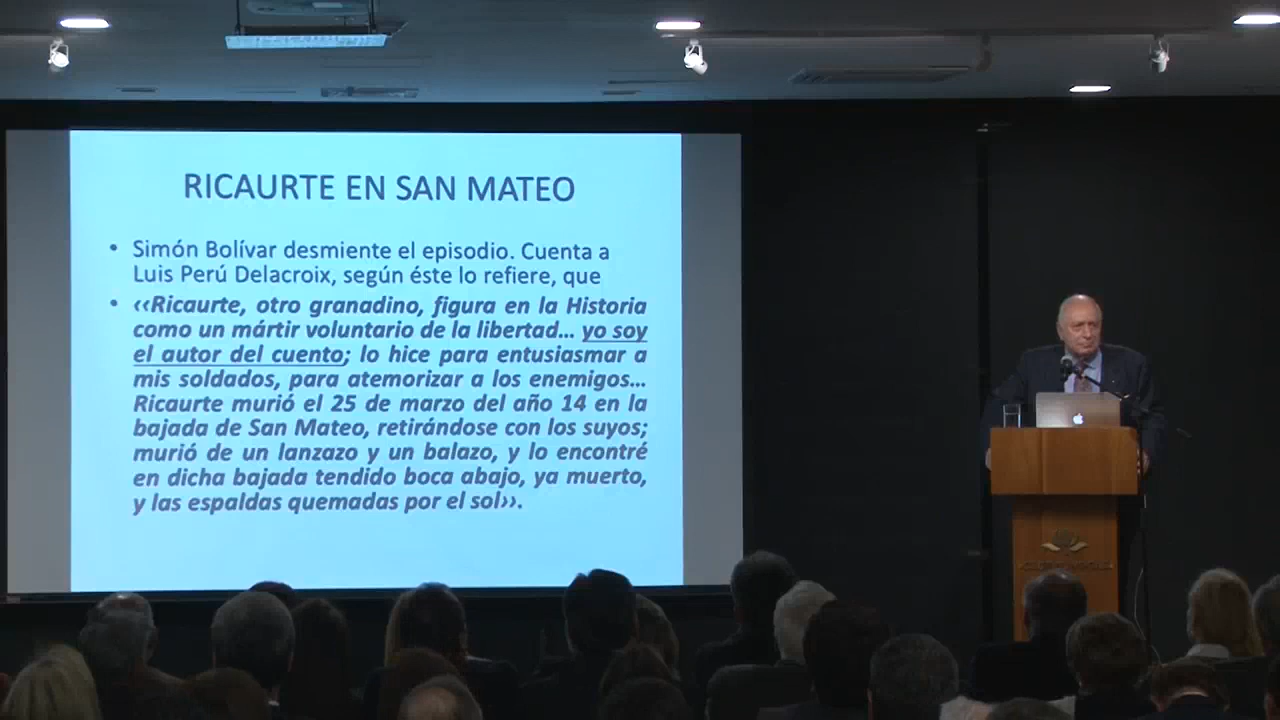 RICAURTE EN SAN MATEO
• Simón Bolívar desmiente el episodio. Cuenta a
Luis Perú Delacroix, según éste lo refiere, que
• ‹‹Ricaurte, otro granadino, figura en la Historia
como un mártir voluntario de la libertad... yo soy
el autor del cuento; lo hice para entusiasmar a
mis soldados, para atemorizar a los enemigos...
Ricaurte murió el 25 de marzo del año 14 en la
bajada de San Mateo, retirándose con los suyos;
murió de un lanzazo y un balazo, y lo encontré
en dicha bajada tendido boca abajo, ya muerto,
y las espaldas quemadas por el sol››.